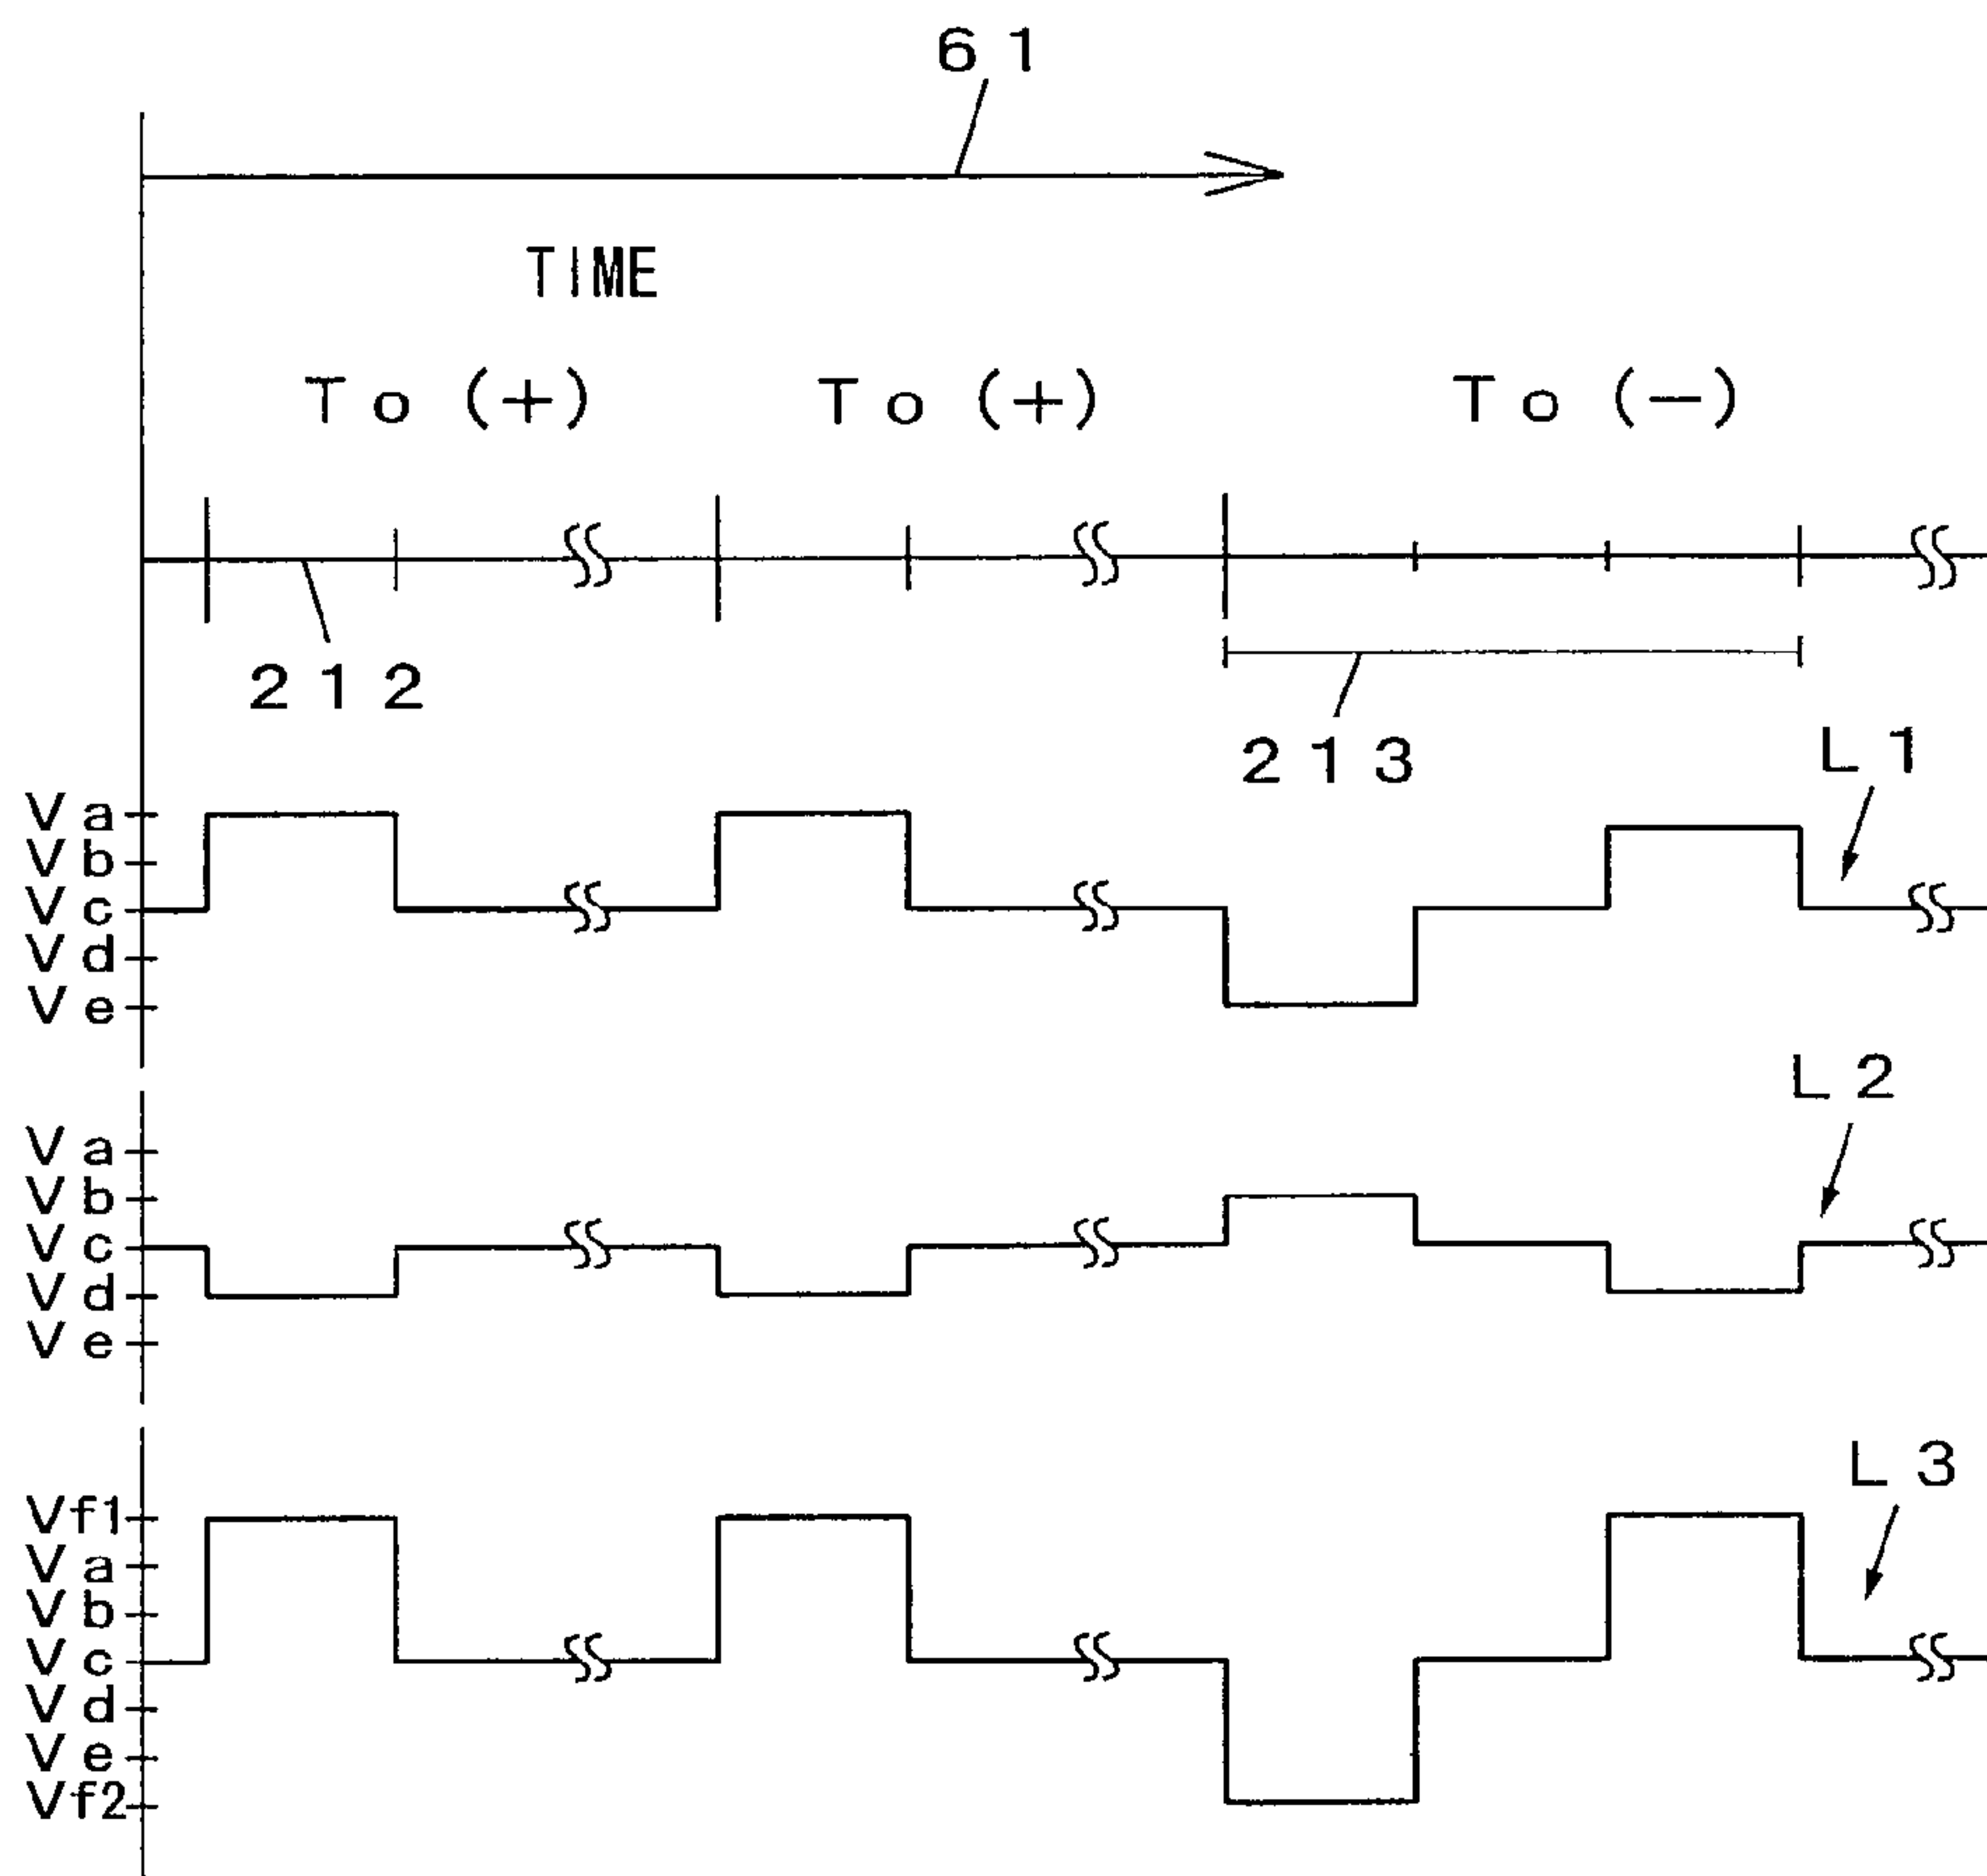 61
TIME
To (+) To (+) To (-)
212
213
L1
Va
Vb
Vc
Vd
Ve
L2
Va
Vb
Vc
Vd
Ve
L3
Vf1
Va
Vb
Vc
Vd
Ve
Vf2